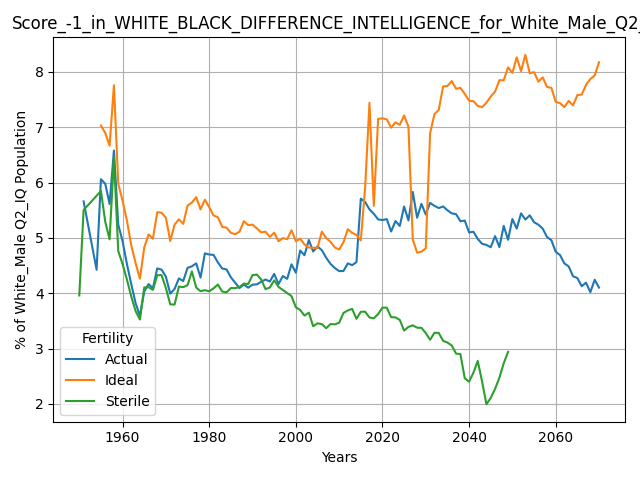 Score_-1_in_WHITE_BLACK_DIFFERENCE_INTELLIGENCE_for_White_Male_Q2_
% of White_Male Q2_IQ Population
8
7
6
5
4
3
2
Fertility
Actual
Ideal
Sterile
1960 1980 2000 2020 2040 2060
Years